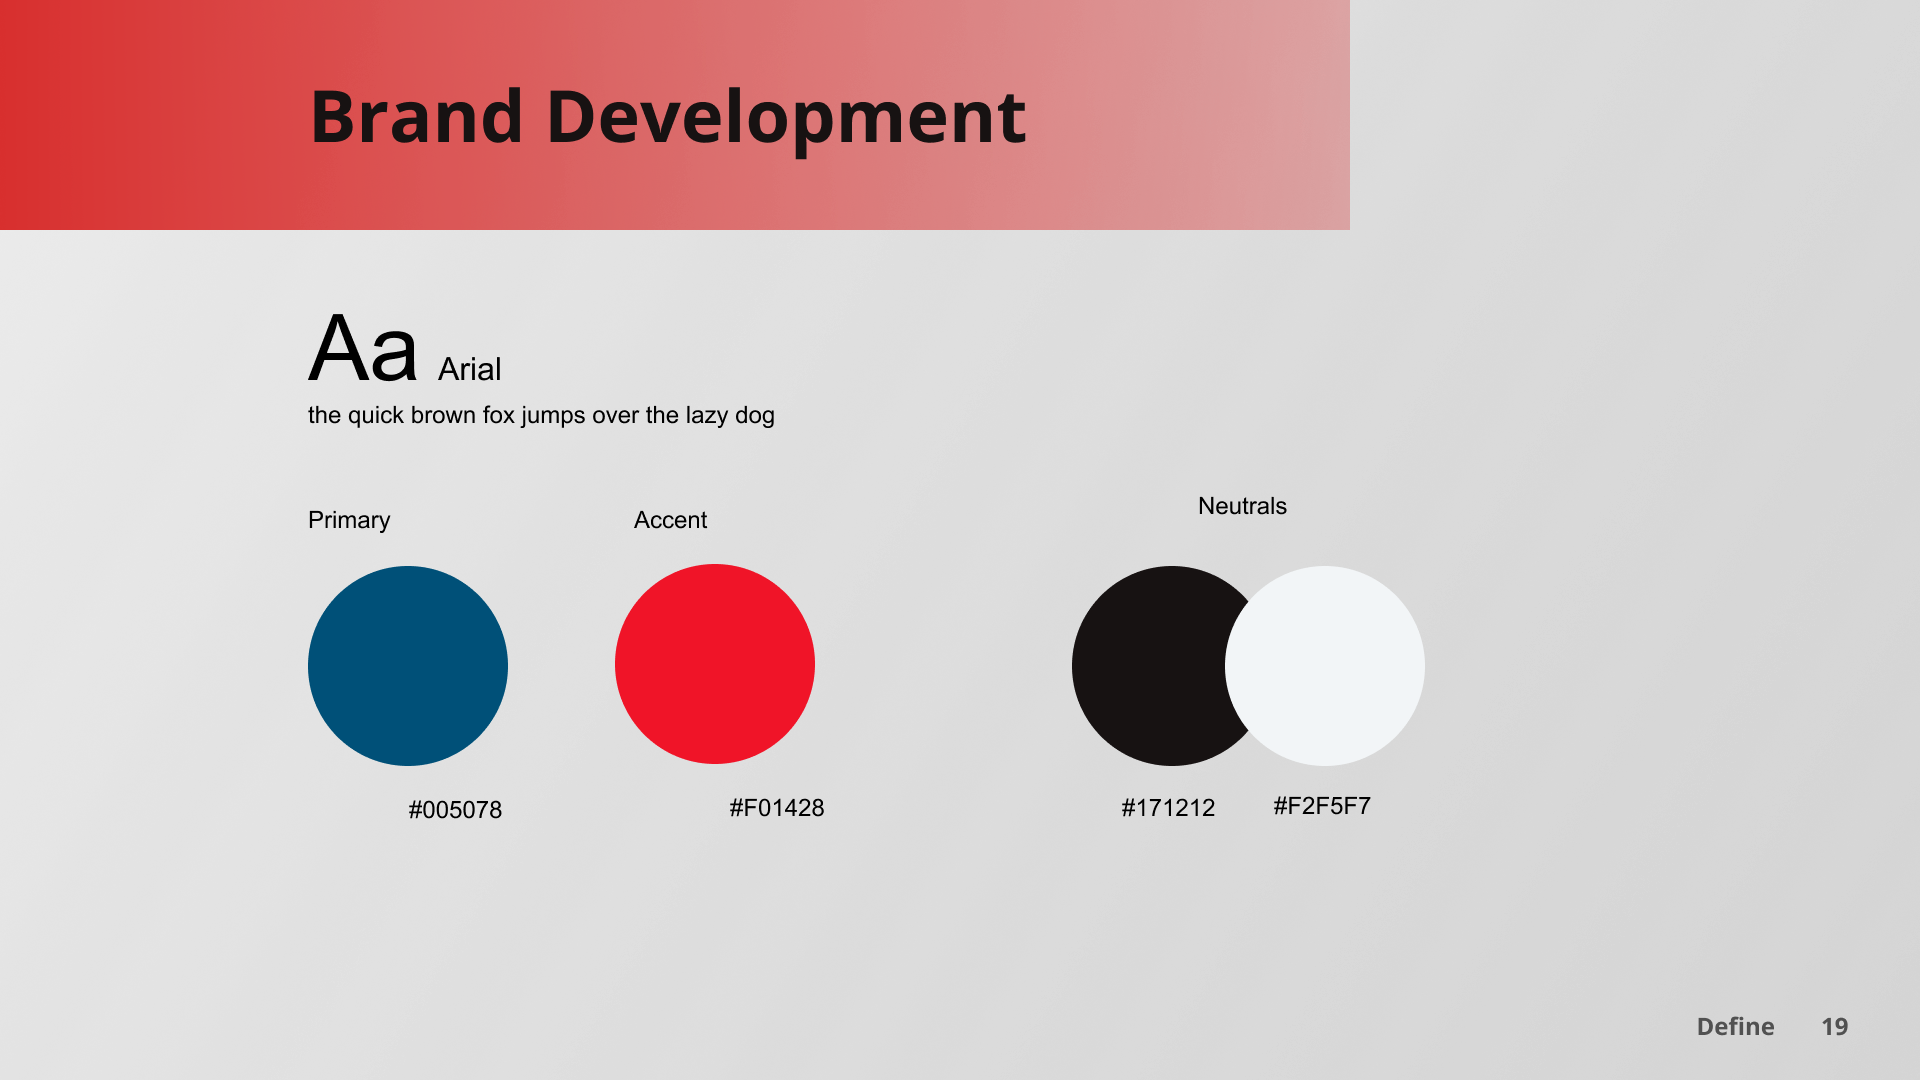 Brand Development
Aa Arial
the quick brown fox jumps over the lazy dog
Primary
Accent
Neutrals
#005078
#F01428
#171212
#F2F5F7
Define 19